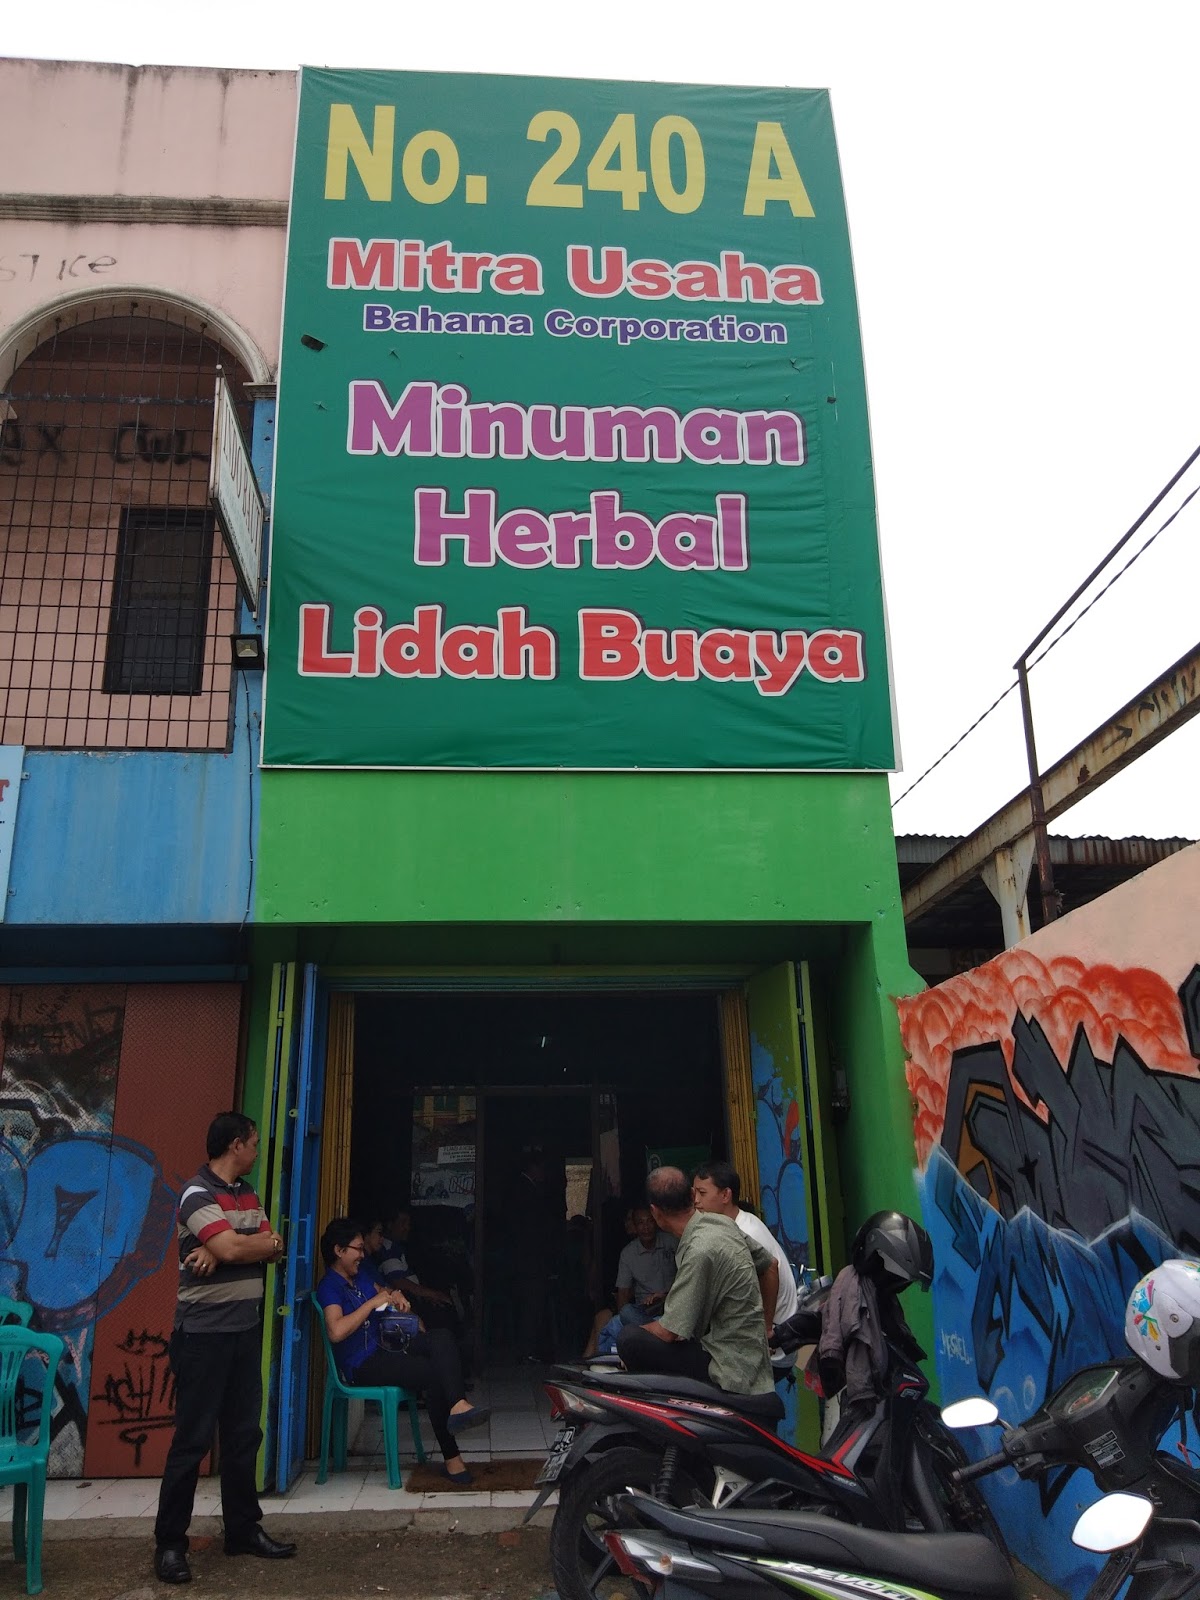 No. 240 A
Mitra Usaha
Bahama Corporation
Minuman
Herbal
Lidah Buaya